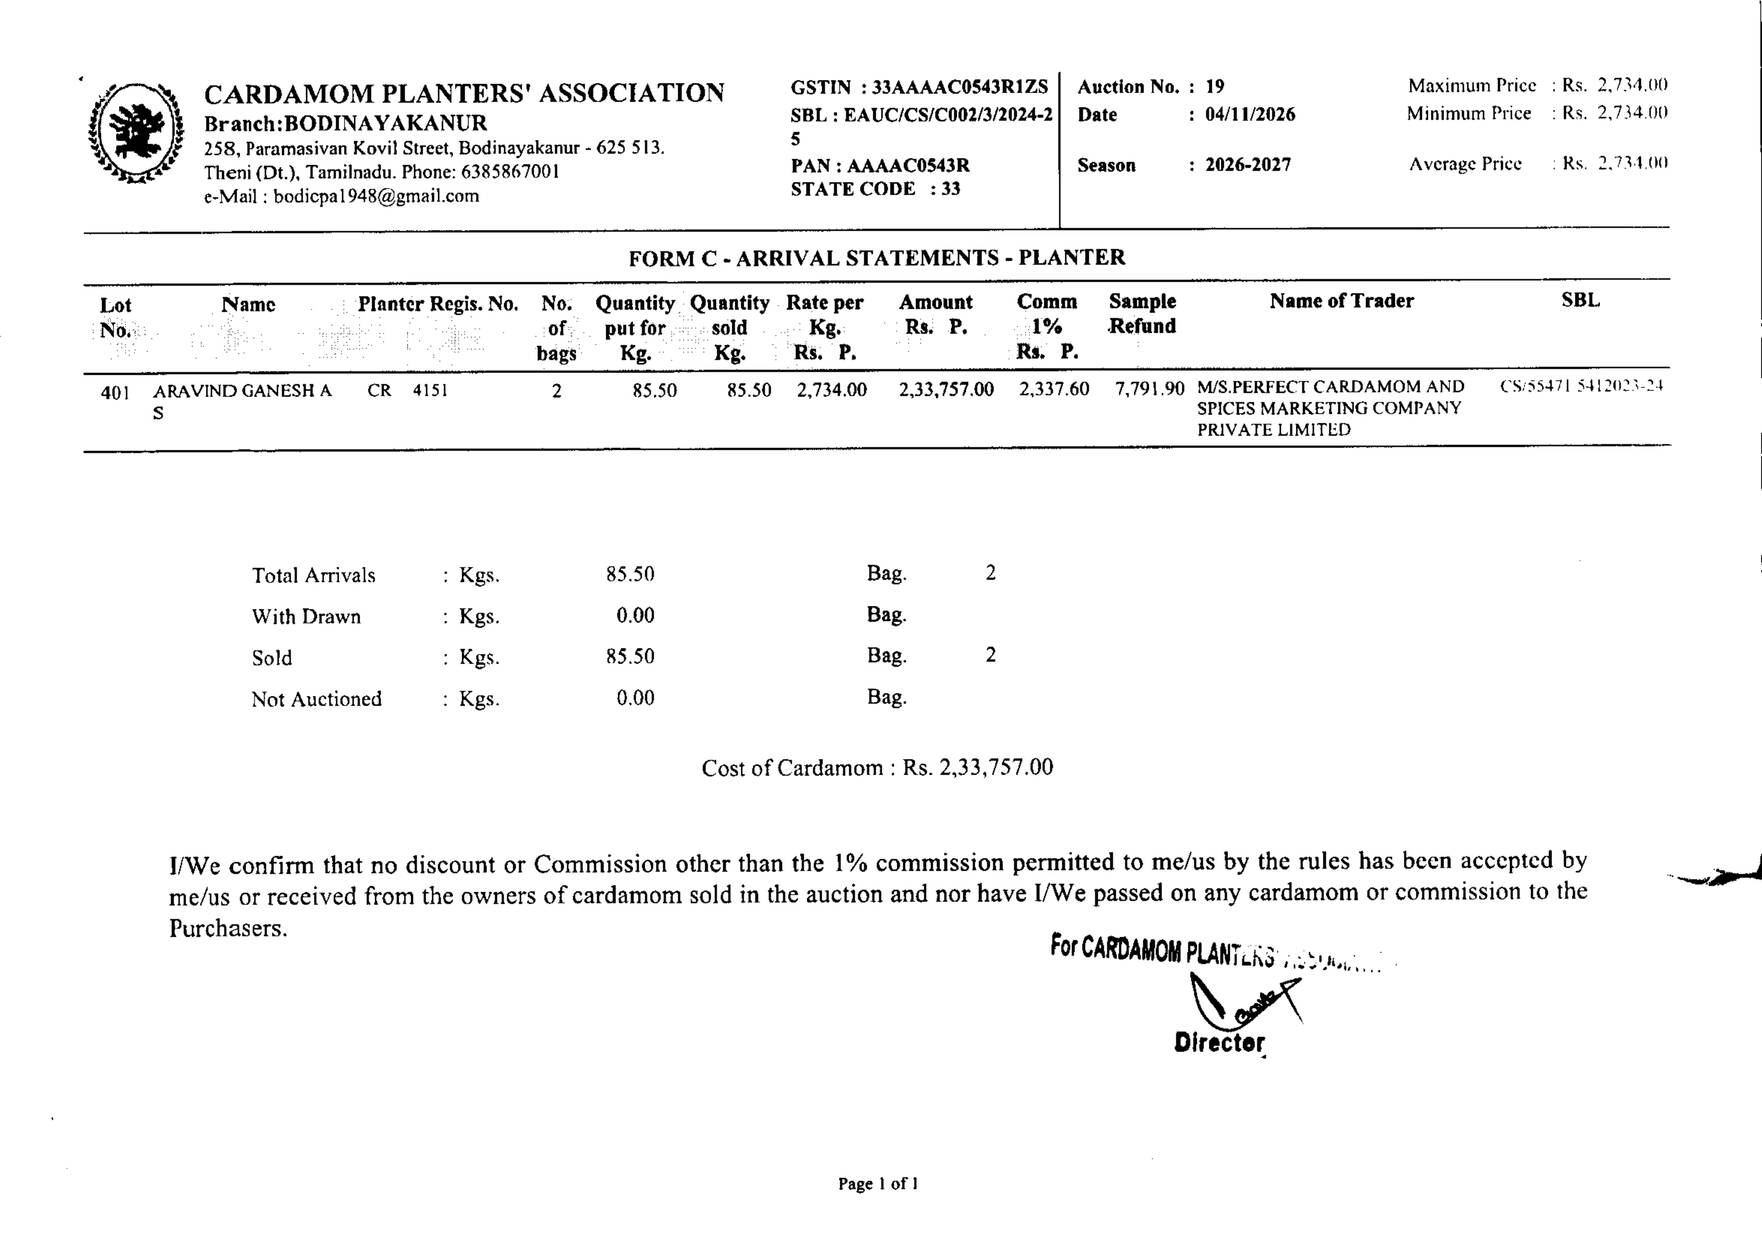 CARDAMOM PLANTERS' ASSOCIATION
Branch:BODINAYAKANUR
258, Paramasivan Kovil Street, Bodinayakanur - 625 513.
Theni (Dt.), Tamilnadu. Phone: 6385867001
e-Mail : bodicpa1948@gmail.com
GSTIN : 33AAAAC0543R1ZS
SBL : EAUC/CS/C002/3/2024-2
5
PAN : AAAAC0543R
STATE CODE : 33
Auction No. : 19
Date : 04/11/2026
Season : 2026-2027
Maximum Price : Rs. 2,734.00
Minimum Price : Rs. 2,734.00
Average Price : Rs. 2,734.00
FORM C - ARRIVAL STATEMENTS - PLANTER
Lot Name Planter Regis. No. No. Quantity Quantity Rate per Amount Comm Sample Name of Trader SBL
No. of put for sold Kg. Rs. P. 1% Refund
bags Kg. Kg. Rs. P. Rs. P.
401 ARAVIND GANESH A CR 4151 2 85.50 85.50 2,734.00 2,33,757.00 2,337.60 7,791.90 M/S.PERFECT CARDAMOM AND CS/55471 5412023-24
S SPICES MARKETING COMPANY
PRIVATE LIMITED
Total Arrivals : Kgs. 85.50 Bag. 2
With Drawn : Kgs. 0.00 Bag.
Sold : Kgs. 85.50 Bag. 2
Not Auctioned : Kgs. 0.00 Bag.
Cost of Cardamom : Rs. 2,33,757.00
I/We confirm that no discount or Commission other than the 1% commission permitted to me/us by the rules has been accepted by
me/us or received from the owners of cardamom sold in the auction and nor have I/We passed on any cardamom or commission to the
Purchasers.
For CARDAMOM PLANTERS'
Director
Page 1 of 1